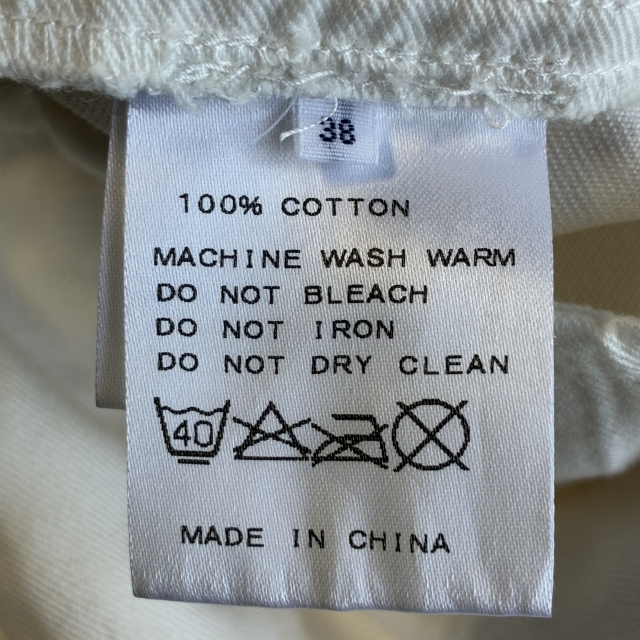 38
100% COTTON
MACHINE WASH WARM
DO NOT BLEACH
DO NOT IRON
DO NOT DRY CLEAN
40
MADE IN CHINA